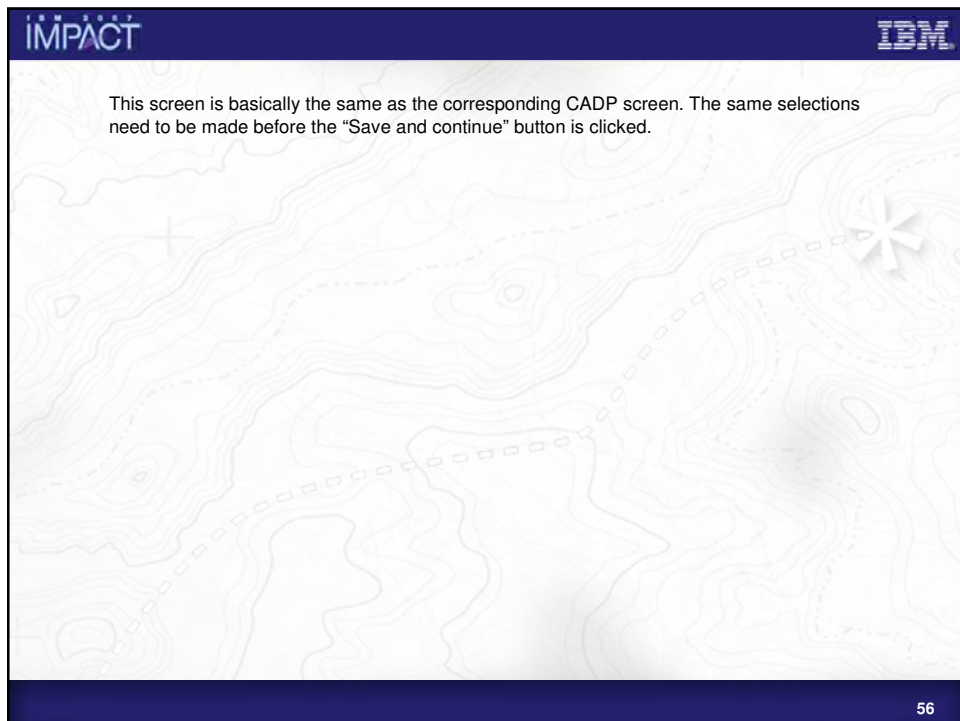 IBM 2007
IMPACT
IBM.
This screen is basically the same as the corresponding CADP screen. The same selections
need to be made before the “Save and continue” button is clicked.
56